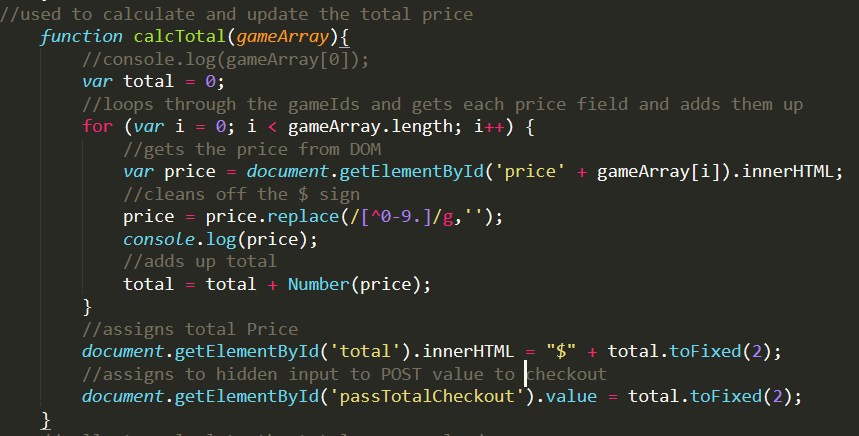 //used to calculate and update the total price
function calcTotal(gameArray){
//console.log(gameArray[0]);
var total = 0;
//loops through the gameIds and gets each price field and adds them up
for (var i = 0; i < gameArray.length; i++) {
//gets the price from DOM
var price = document.getElementById('price' + gameArray[i]).innerHTML;
//cleans off the $ sign
price = price.replace(/[^0-9.]/g,'');
console.log(price);
//adds up total
total = total + Number(price);
}
//assigns total Price
document.getElementById('total').innerHTML = "$" + total.toFixed(2);
//assigns to hidden input to POST value to checkout
document.getElementById('passTotalCheckout').value = total.toFixed(2);
}